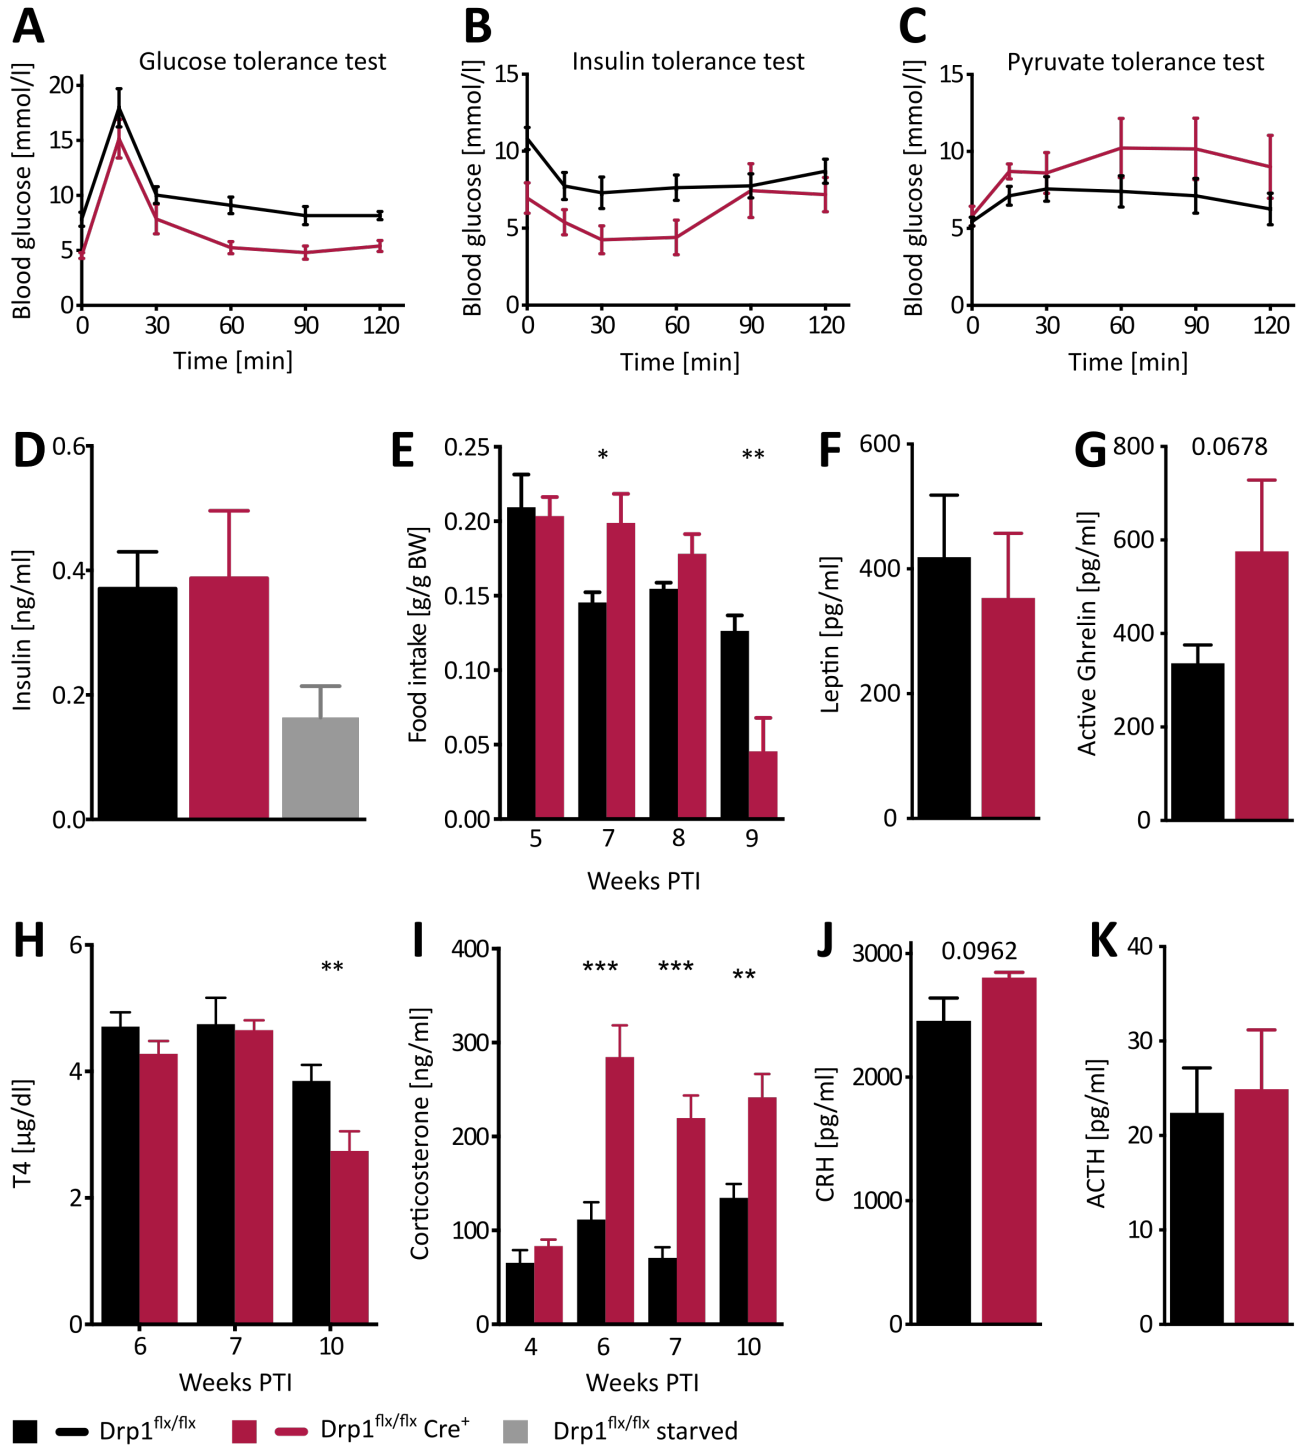 A
Glucose tolerance test
Blood glucose [mmol/l]
20
15
10
5
0
0 30 60 90 120
Time [min]
B
Insulin tolerance test
Blood glucose [mmol/l]
15
10
5
0
0 30 60 90 120
Time [min]
C
Pyruvate tolerance test
Blood glucose [mmol/l]
15
10
5
0
0 30 60 90 120
Time [min]
D
Insulin [ng/ml]
0.6
0.4
0.2
0.0
E
Food intake [g/g BW]
0.25
0.20
0.15
0.10
0.05
0.00
* **
5 7 8 9
Weeks PTI
F
Leptin [pg/ml]
600
400
200
0
G
Active Ghrelin [pg/ml]
800
600
400
200
0
0.0678
H
T4 [µg/dl]
6
4
2
0
**
6 7 10
Weeks PTI
I
Corticosterone [ng/ml]
400
300
200
100
0
*** *** **
4 6 7 10
Weeks PTI
J
CRH [pg/ml]
3000
2000
1000
0
0.0962
K
ACTH [pg/ml]
40
30
20
10
0
Drp1flx/flx Drp1flx/flx Cre+ Drp1flx/flx starved